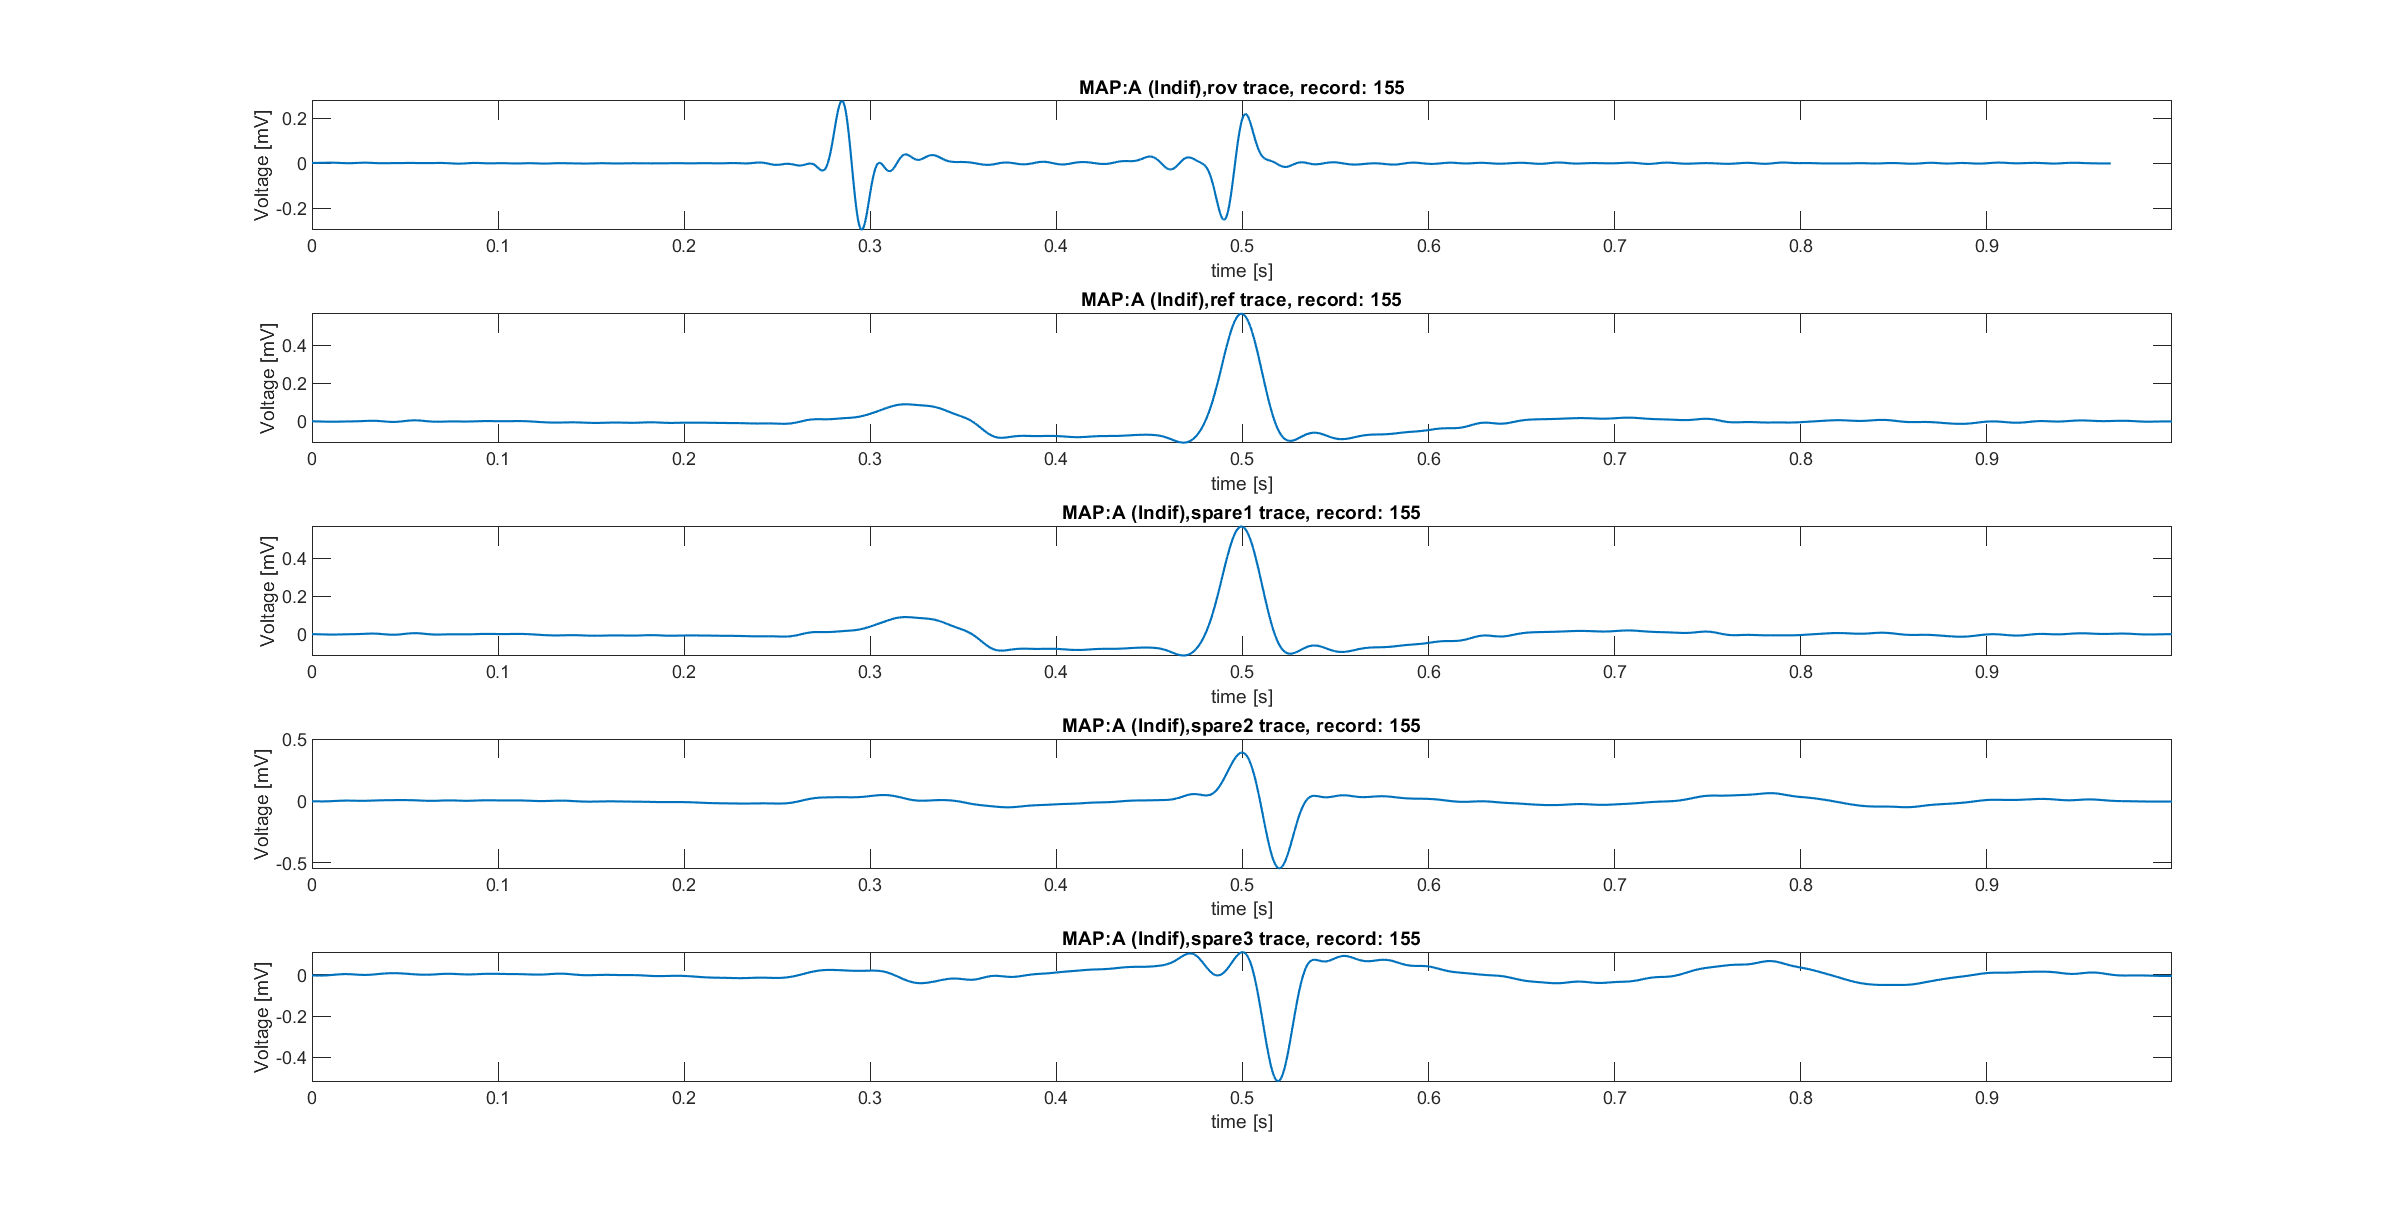 MAP:A (Indif),rov trace, record: 155
Voltage [mV]
0.2
0
-0.2
0 0.1 0.2 0.3 0.4 0.5 0.6 0.7 0.8 0.9
time [s]
MAP:A (Indif),ref trace, record: 155
Voltage [mV]
0.4
0.2
0
0 0.1 0.2 0.3 0.4 0.5 0.6 0.7 0.8 0.9
time [s]
MAP:A (Indif),spare1 trace, record: 155
Voltage [mV]
0.4
0.2
0
0 0.1 0.2 0.3 0.4 0.5 0.6 0.7 0.8 0.9
time [s]
MAP:A (Indif),spare2 trace, record: 155
Voltage [mV]
0.5
0
-0.5
0 0.1 0.2 0.3 0.4 0.5 0.6 0.7 0.8 0.9
time [s]
MAP:A (Indif),spare3 trace, record: 155
Voltage [mV]
0
-0.2
-0.4
0 0.1 0.2 0.3 0.4 0.5 0.6 0.7 0.8 0.9
time [s]